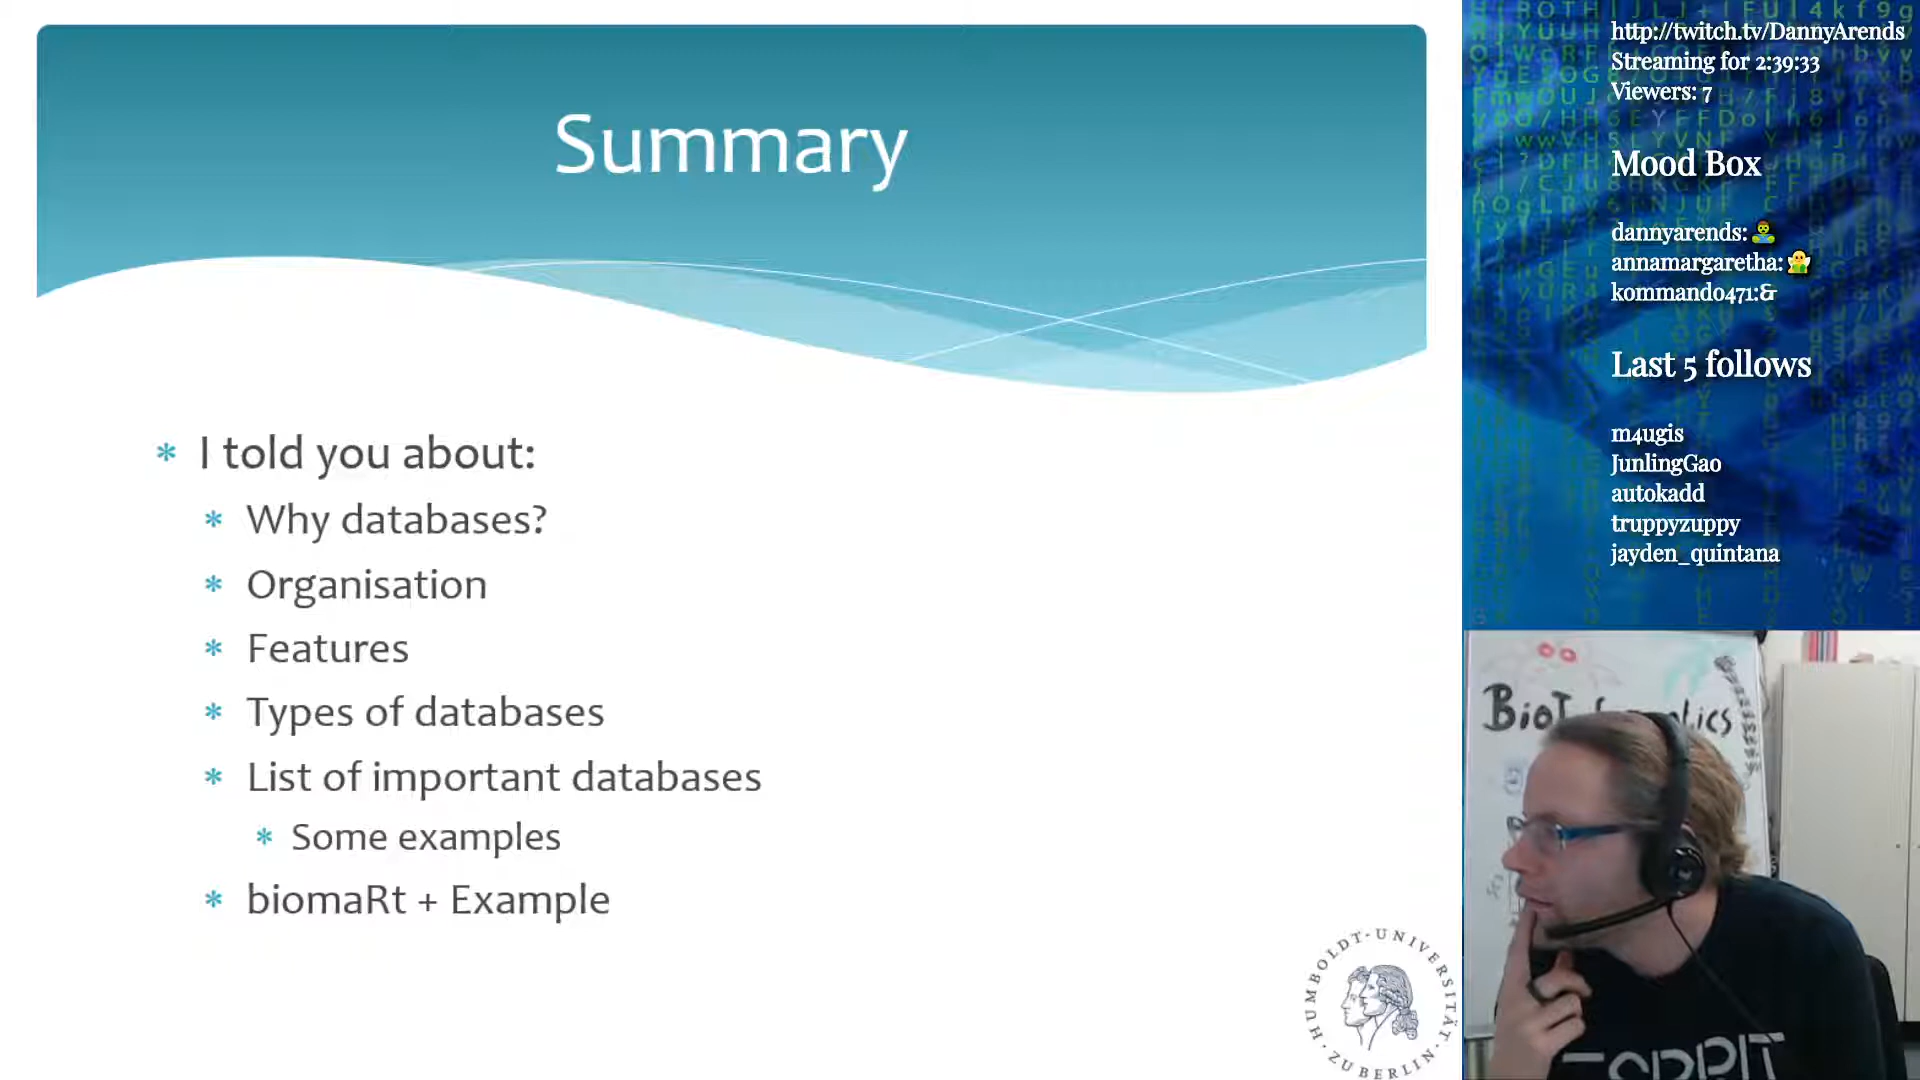 Summary
* I told you about:
* Why databases?
* Organisation
* Features
* Types of databases
* List of important databases
* Some examples
* biomaRt + Example
HUMBOLDT-UNIVERSITÄT
ZU BERLIN
http://twitch.tv/DannyArends
Streaming for 2:39:33
Viewers: 7
Mood Box
dannyarends:
annamargaretha:
kommando471:&
Last 5 follows
m4ugis
JunlingGao
autokadd
truppyzuppy
jayden_quintana